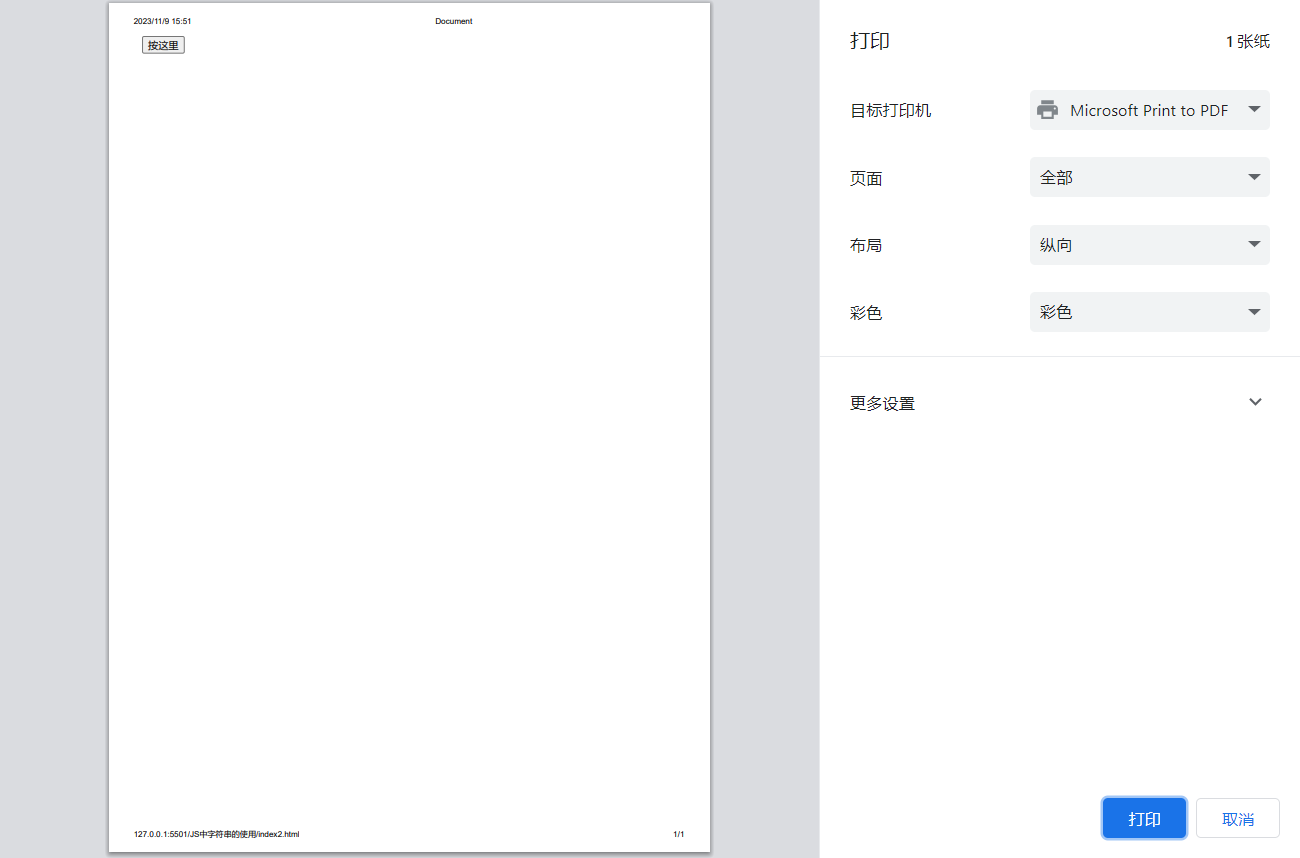 2023/11/9 15:51 Document
按这里
127.0.0.1:5501/JS中字符串的使用/index2.html 1/1
打印 1 张纸
目标打印机 Microsoft Print to PDF
页面 全部
布局 纵向
彩色 彩色
更多设置
打印 取消